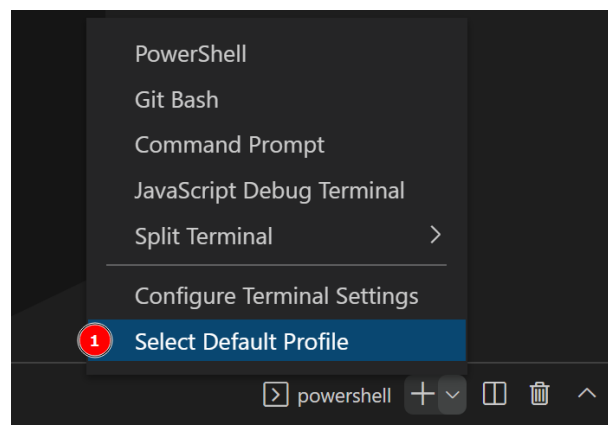 PowerShell
Git Bash
Command Prompt
JavaScript Debug Terminal
Split Terminal
Configure Terminal Settings
1 Select Default Profile
powershell